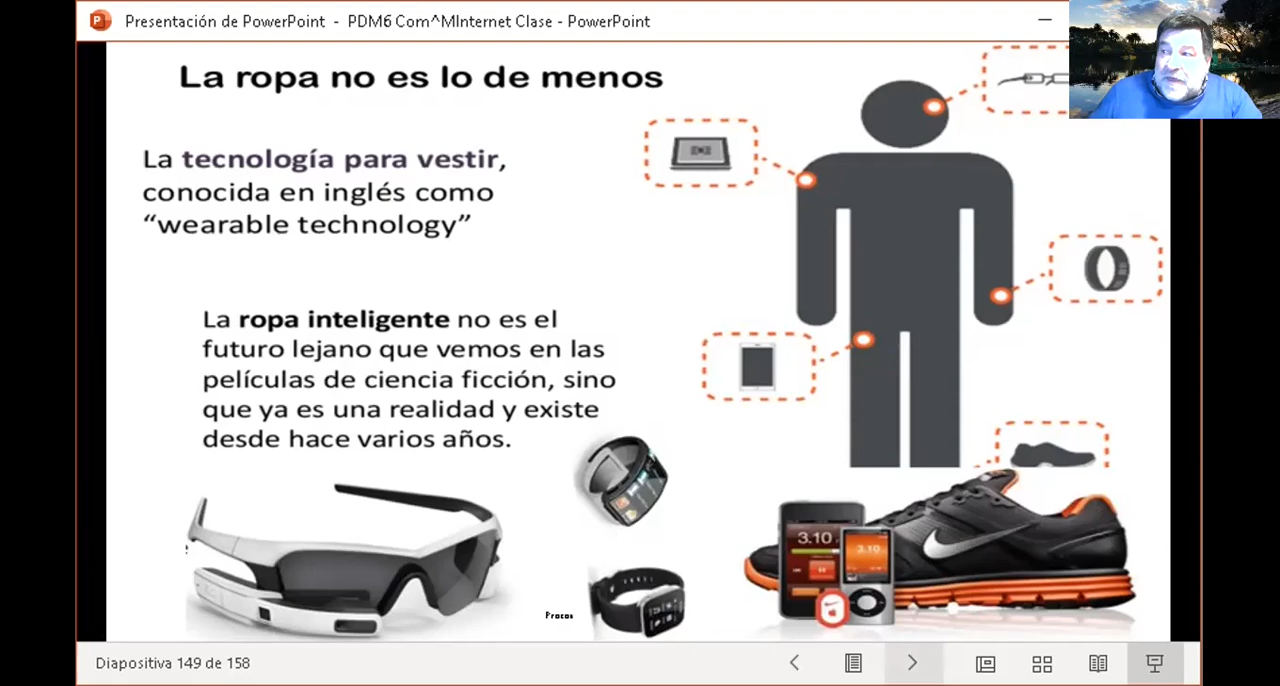 Presentación de PowerPoint - PDM6 Com^MInternet Clase - PowerPoint
La ropa no es lo de menos
La tecnología para vestir,
conocida en inglés como
“wearable technology”
La ropa inteligente no es el
futuro lejano que vemos en las
películas de ciencia ficción, sino
que ya es una realidad y existe
desde hace varios años.
3.10
3.10
Diapositiva 149 de 158